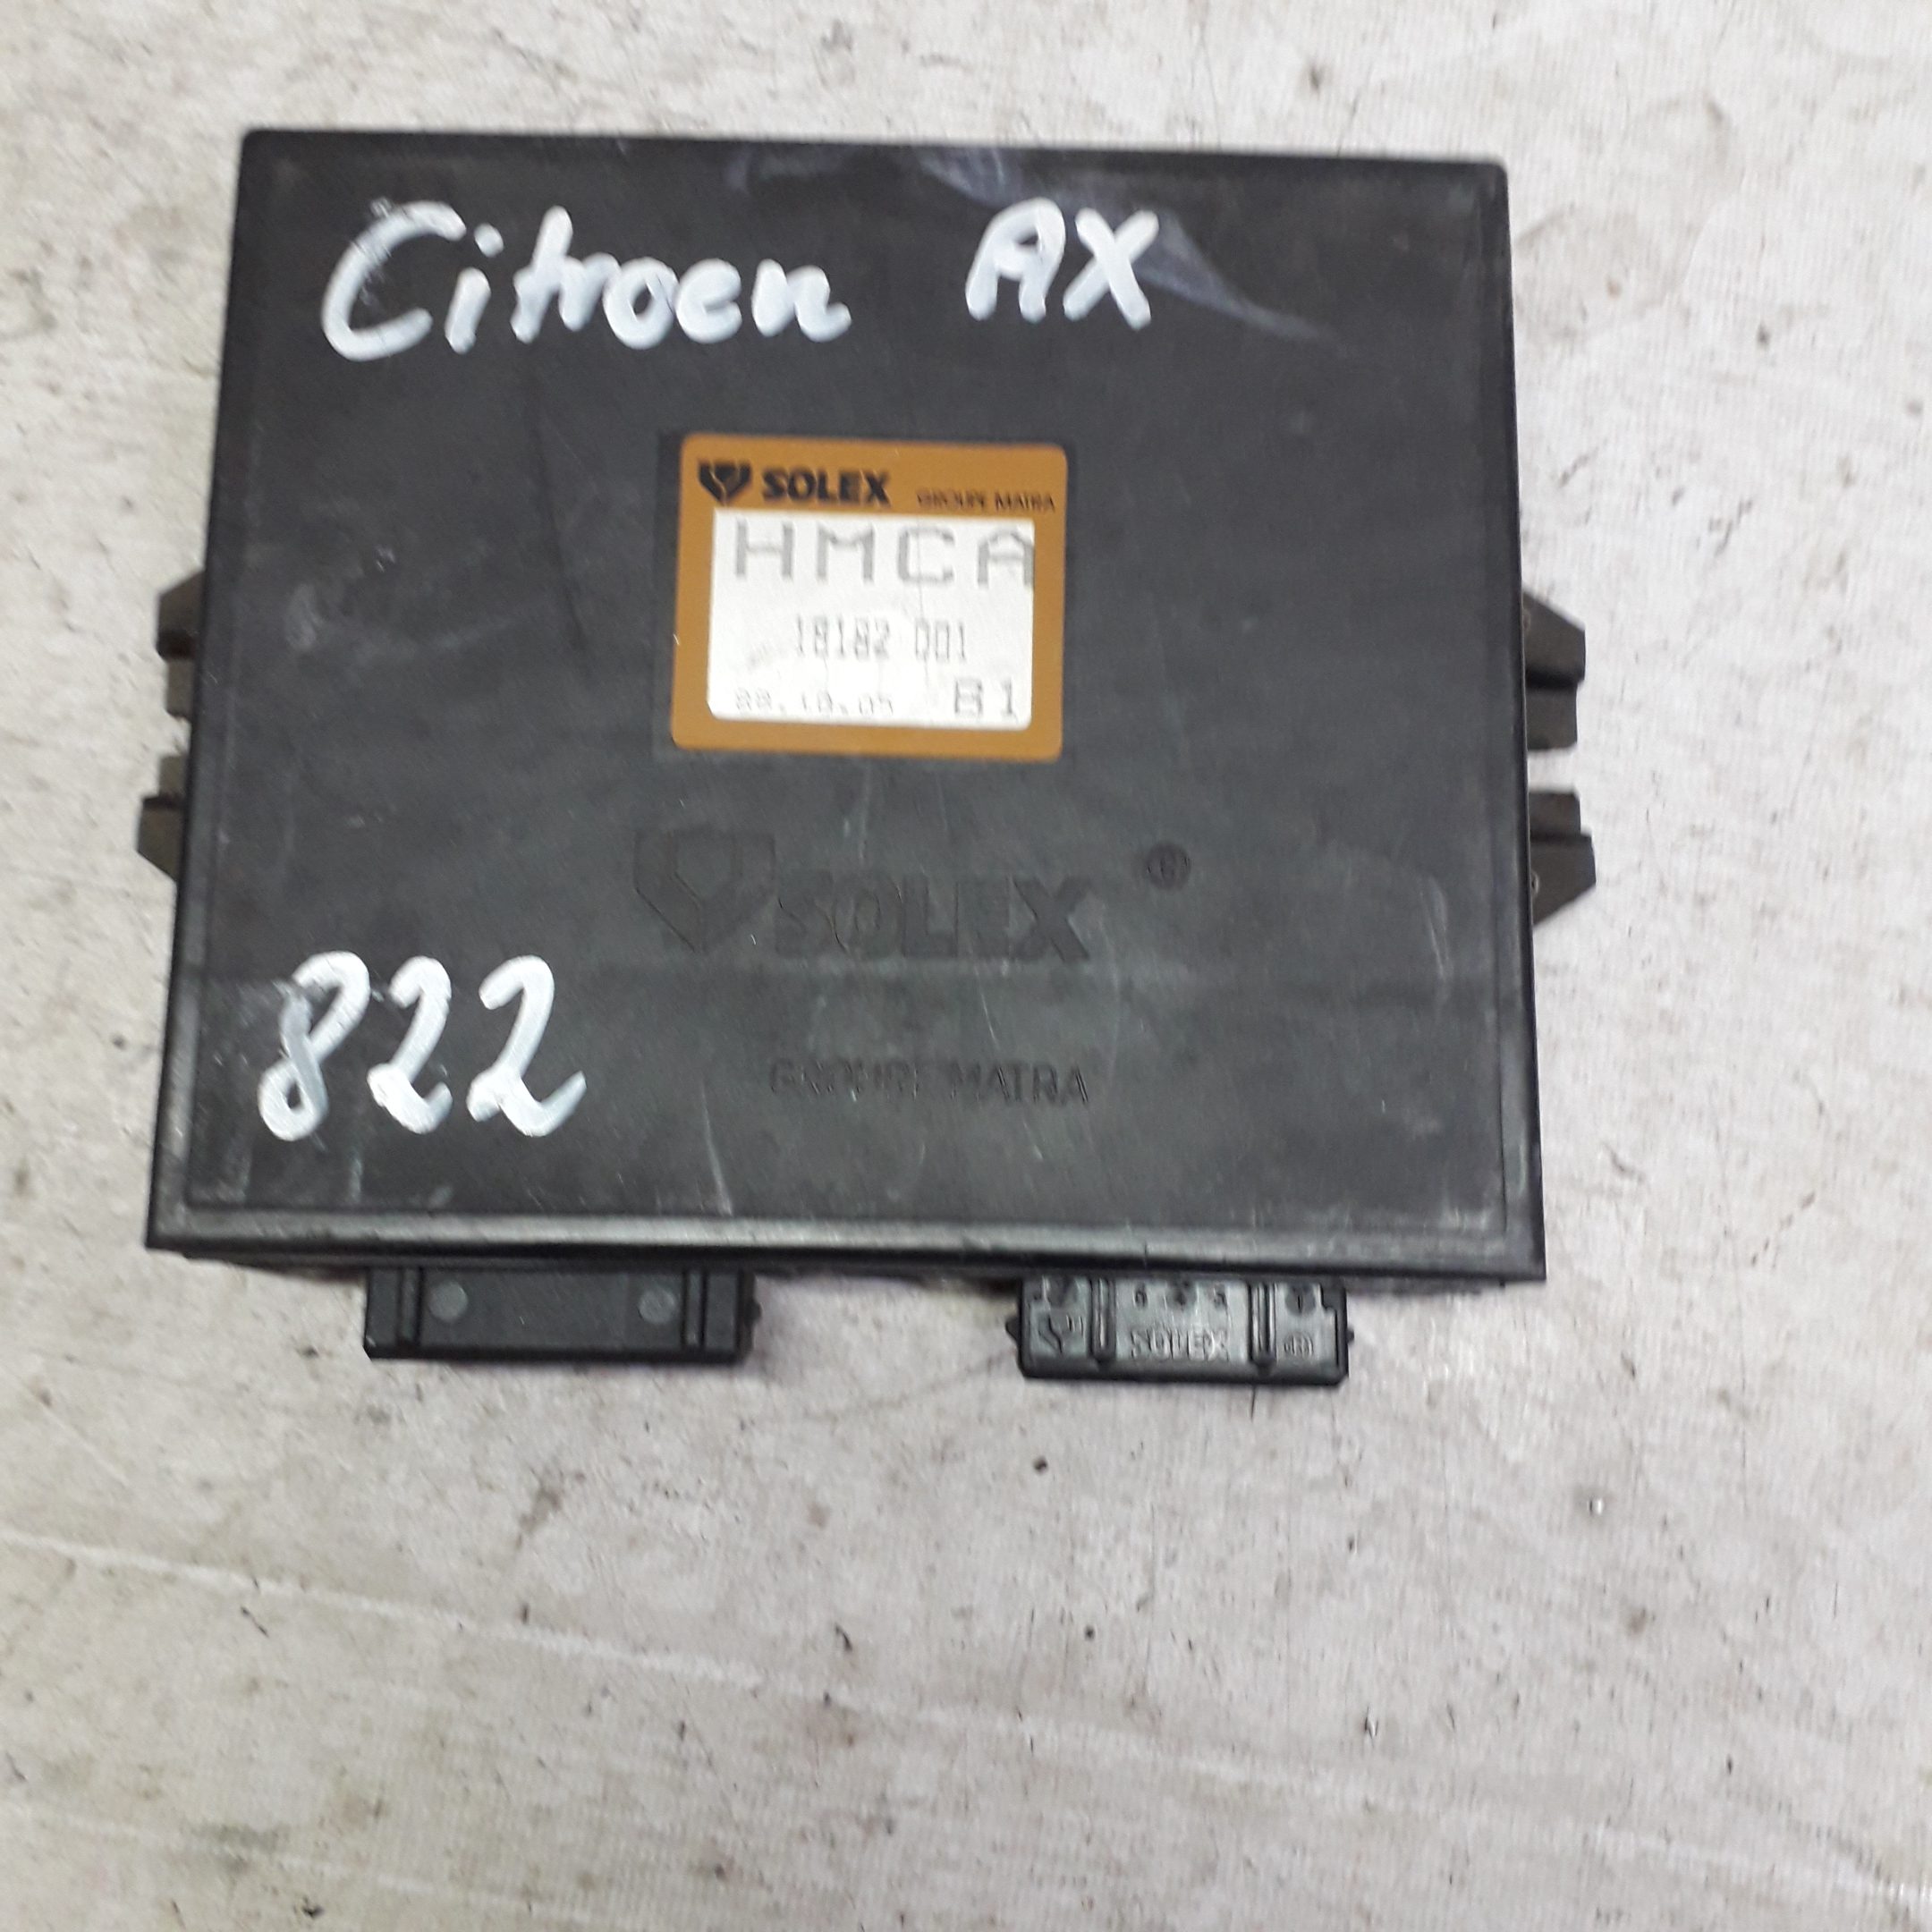 Citroen AX
SOLEX GROUPE MATRA
HMCA
18182 001
B1
SOLEX ®
822
GROUPE MATRA
SOLEX